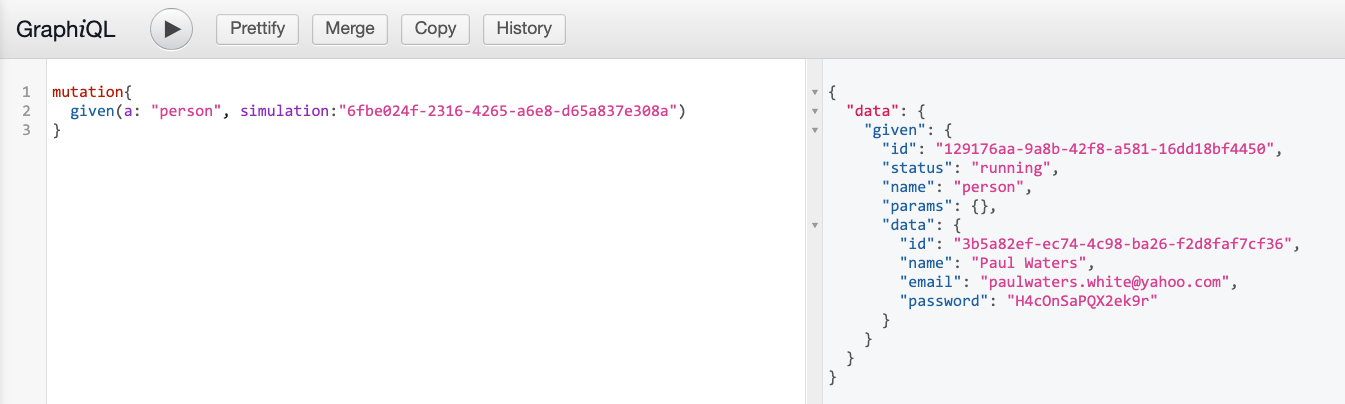 GraphiQL Prettify Merge Copy History
1 mutation{
2 given(a: "person", simulation:"6fbe024f-2316-4265-a6e8-d65a837e308a")
3 }
{
"data": {
"given": {
"id": "129176aa-9a8b-42f8-a581-16dd18bf4450",
"status": "running",
"name": "person",
"params": {},
"data": {
"id": "3b5a82ef-ec74-4c98-ba26-f2d8faf7cf36",
"name": "Paul Waters",
"email": "paulwaters.white@yahoo.com",
"password": "H4cOnSaPQX2ek9r"
}
}
}
}